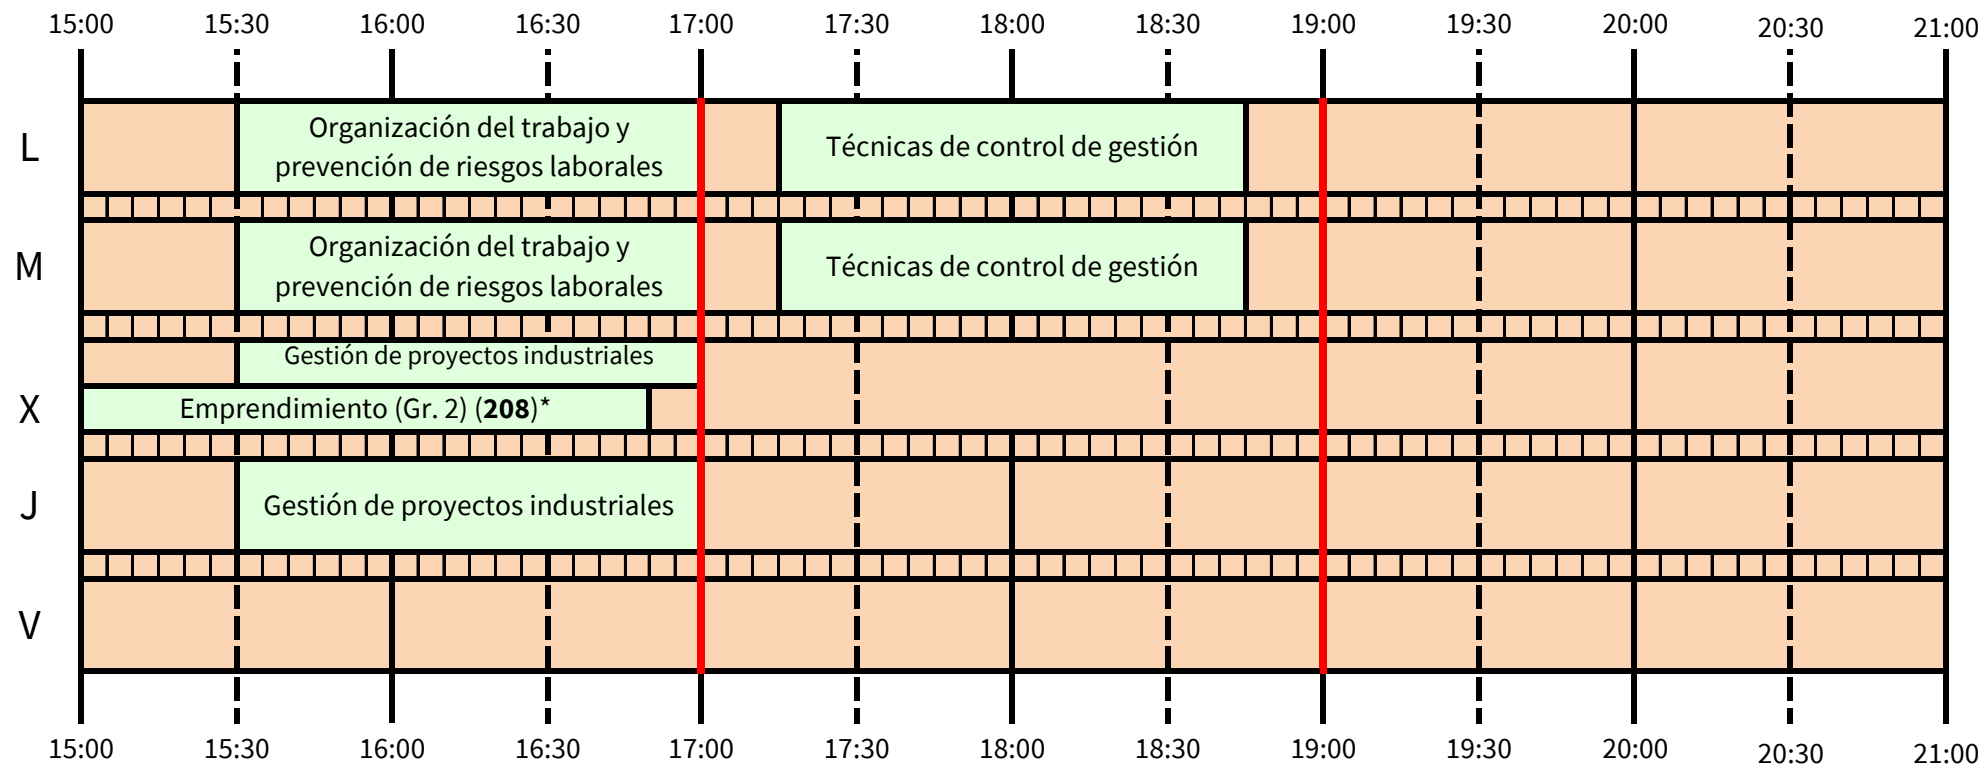 15:00 15:30 16:00 16:30 17:00 17:30 18:00 18:30 19:00 19:30 20:00 20:30 21:00
L
Organización del trabajo y
prevención de riesgos laborales
Técnicas de control de gestión
M
Organización del trabajo y
prevención de riesgos laborales
Técnicas de control de gestión
X
Gestión de proyectos industriales
Emprendimiento (Gr. 2) (208)*
J
Gestión de proyectos industriales
V
15:00 15:30 16:00 16:30 17:00 17:30 18:00 18:30 19:00 19:30 20:00 20:30 21:00